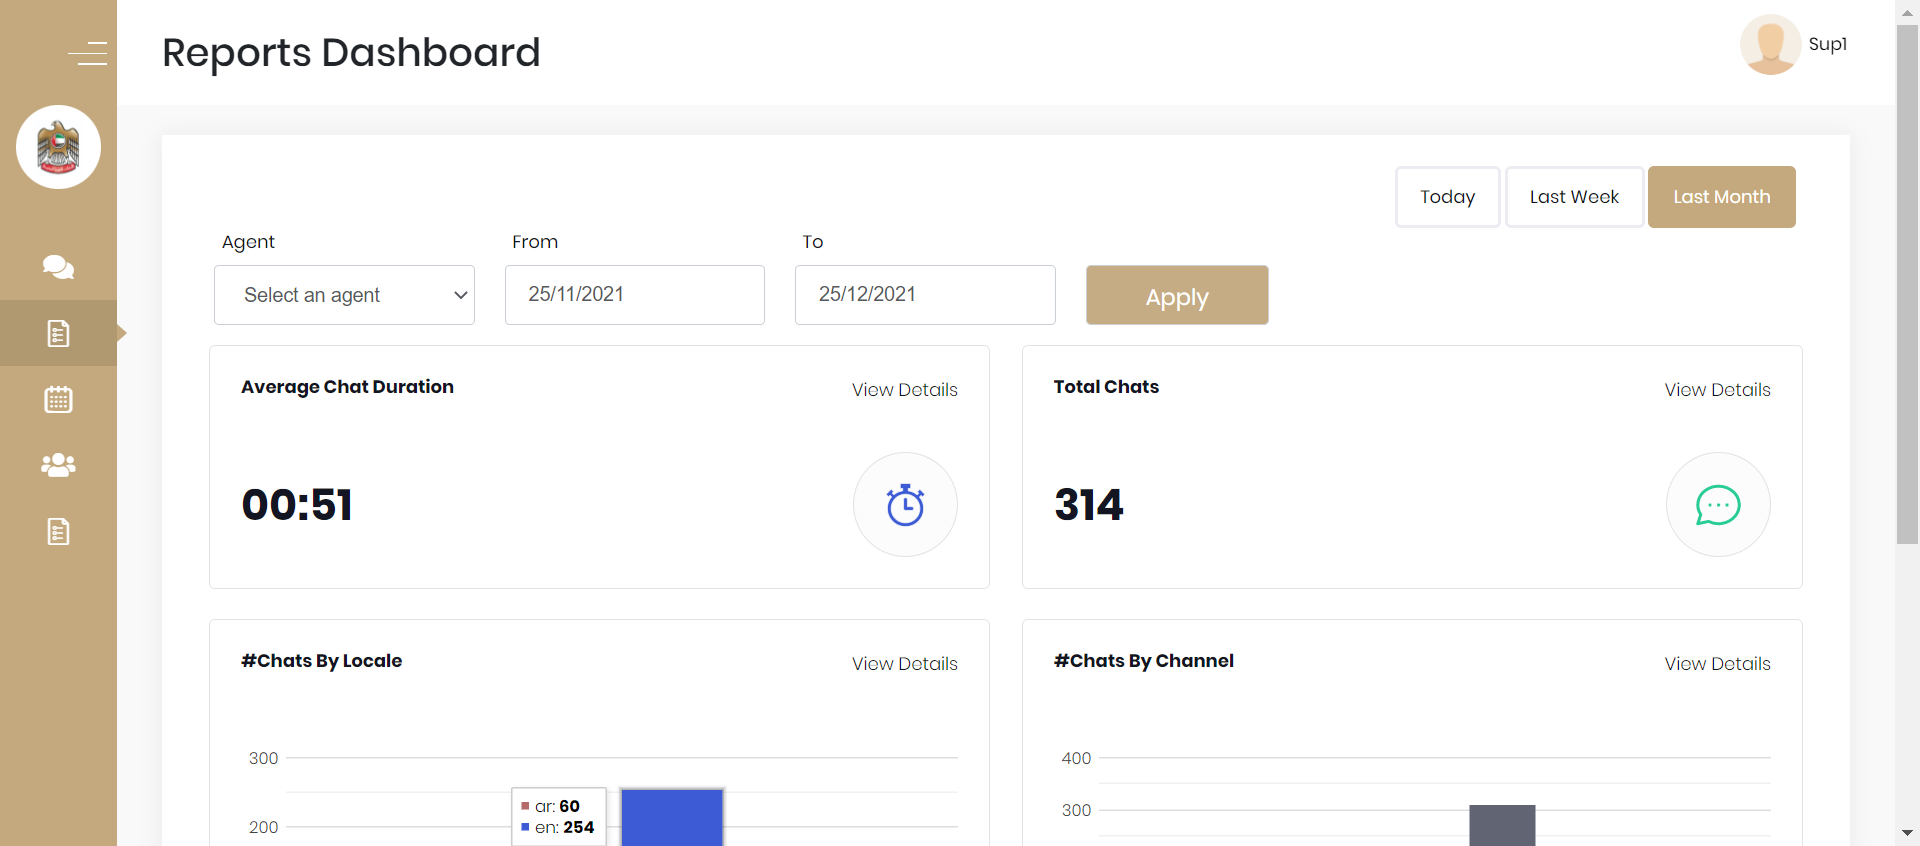 Reports Dashboard
Sup1
Today
Last Week
Last Month
Agent
From
To
Select an agent
25/11/2021
25/12/2021
Apply
Average Chat Duration
View Details
00:51
Total Chats
View Details
314
#Chats By Locale
View Details
300
200
ar: 60
en: 254
#Chats By Channel
View Details
400
300